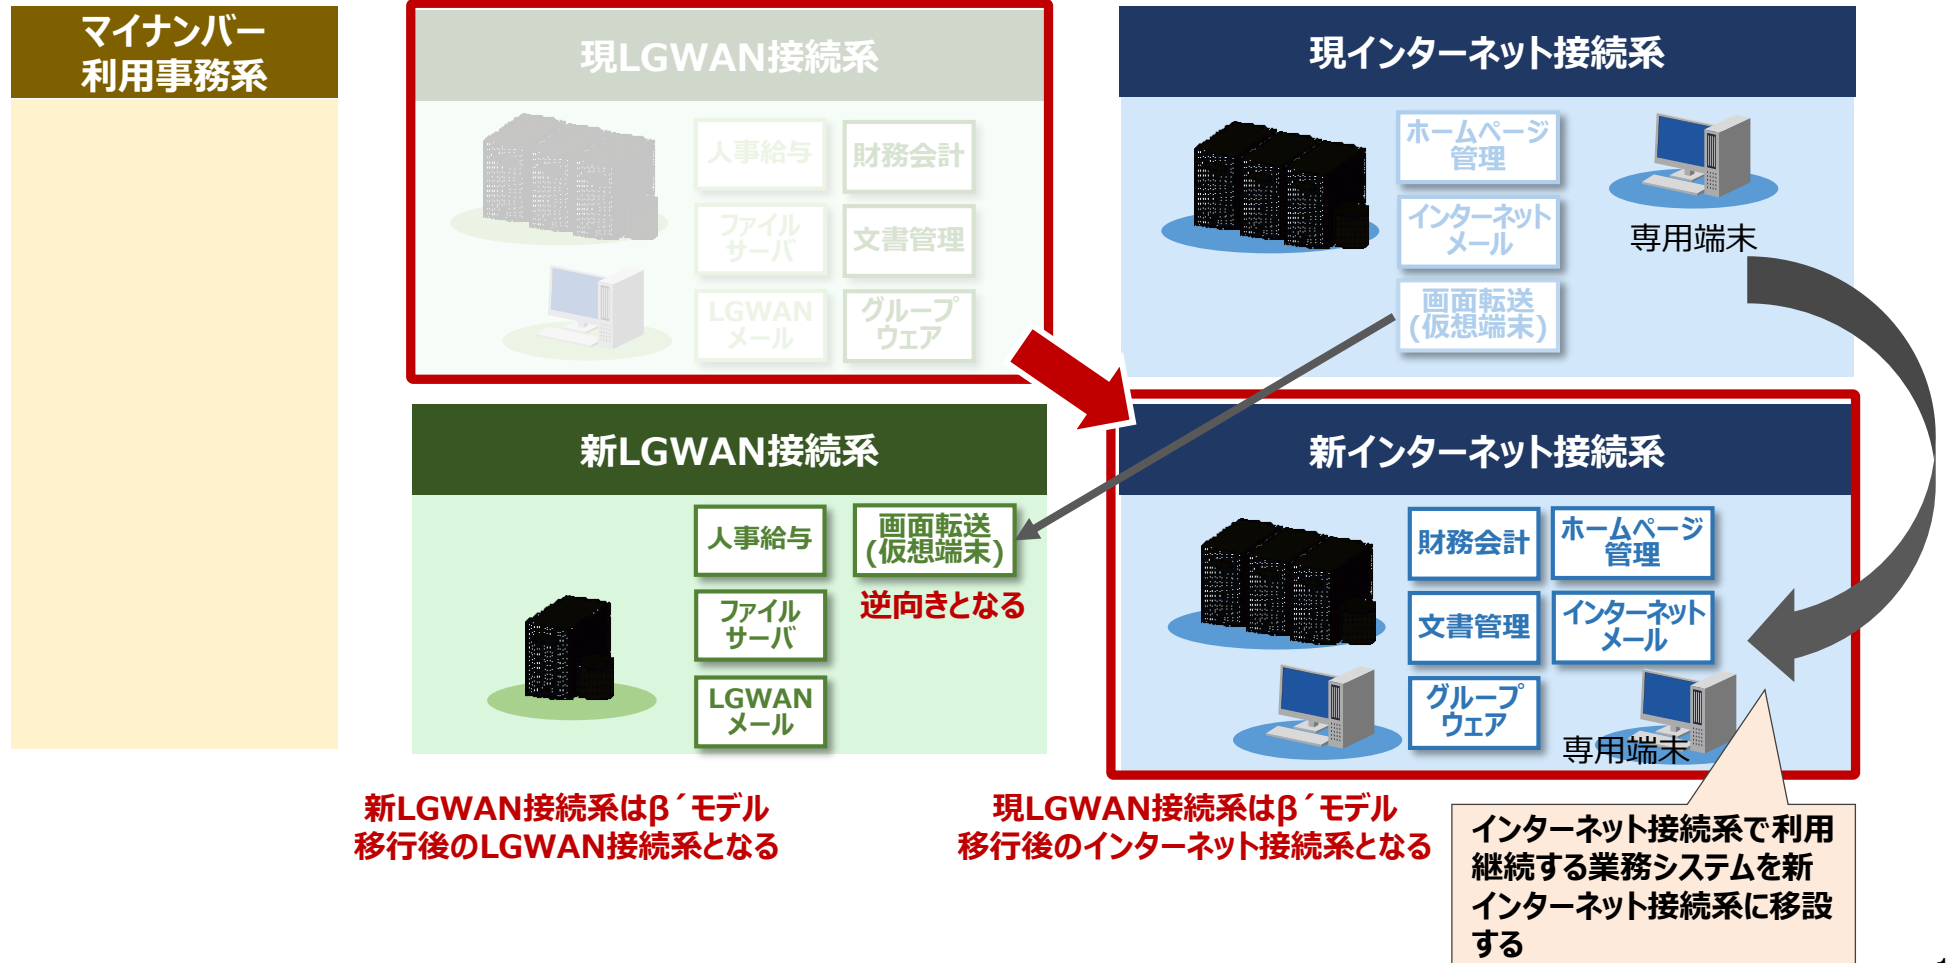 マイナンバー
利用事務系
現LGWAN接続系
人事給与
財務会計
ファイル
サーバ
文書管理
LGWAN
メール
グループ
ウェア
現インターネット接続系
ホームページ
管理
インターネット
メール
画面転送
(仮想端末)
専用端末
新LGWAN接続系
人事給与
画面転送
(仮想端末)
逆向きとなる
ファイル
サーバ
LGWAN
メール
新インターネット接続系
財務会計
ホームページ
管理
文書管理
インターネット
メール
グループ
ウェア
専用端末
新LGWAN接続系はβ´モデル
移行後のLGWAN接続系となる
現LGWAN接続系はβ´モデル
移行後のインターネット接続系となる
インターネット接続系で利用
継続する業務システムを新
インターネット接続系に移設
する